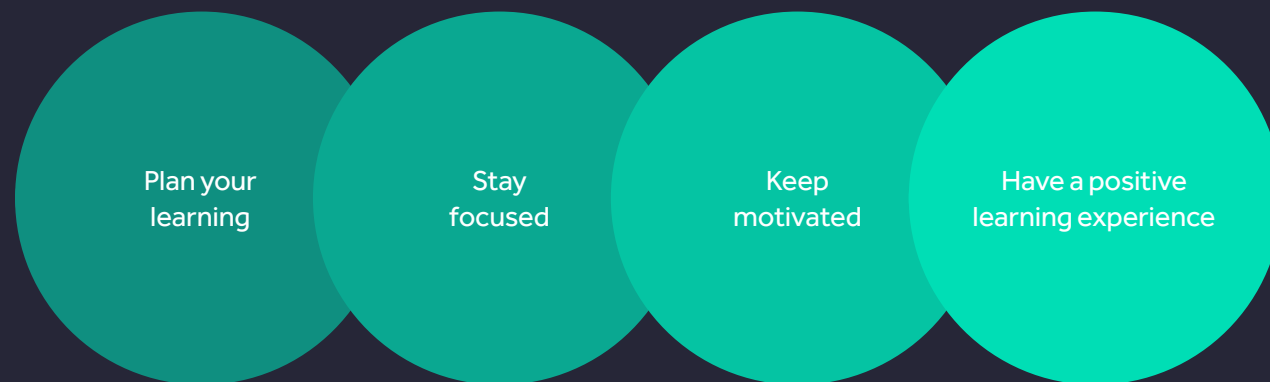 Plan your
learning
Stay
focused
Keep
motivated
Have a positive
learning experience